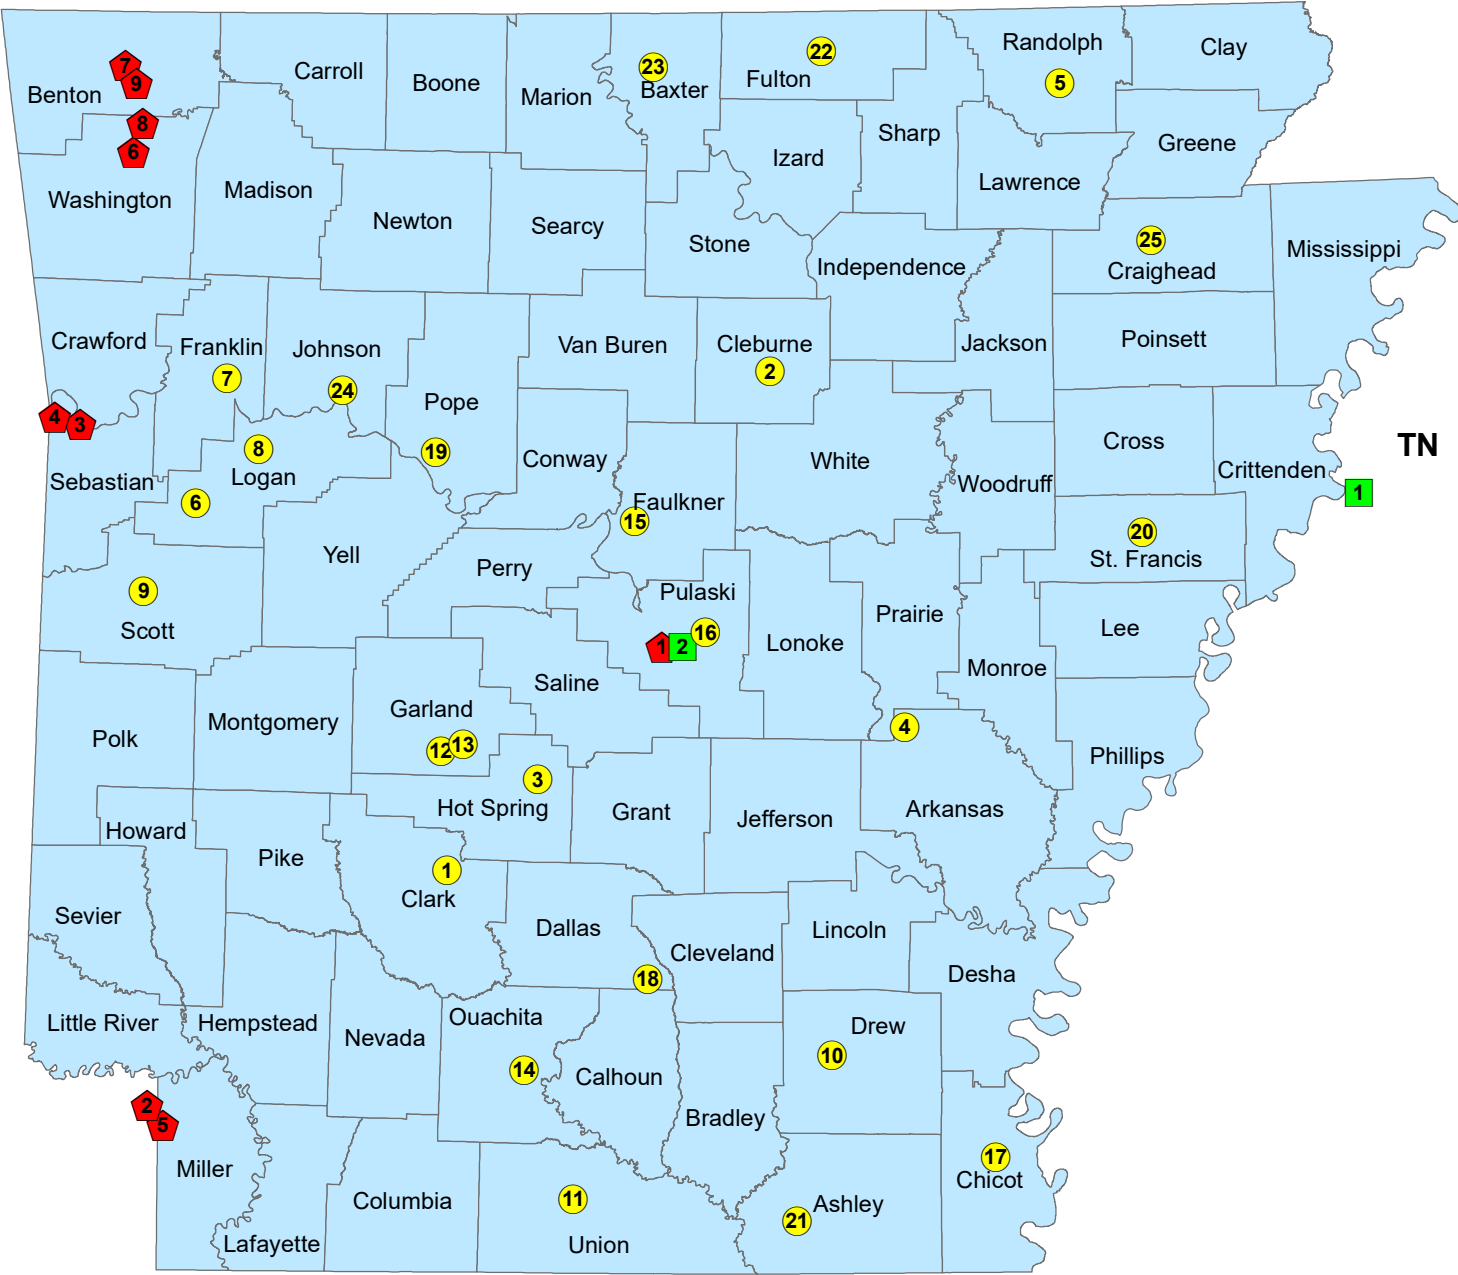 22
Randolph
Clay
7
23
Carroll
Fulton
9
Boone
Baxter
5
Benton
Marion
8
Sharp
Greene
6
Izard
Lawrence
Washington
Madison
Newton
Searcy
Stone
25
Mississippi
Independence
Craighead
Crawford
Franklin
Johnson
Van Buren
Cleburne
Jackson
Poinsett
7
2
24
Pope
4
3
TN
8
19
Conway
White
Cross
Sebastian
Logan
Crittenden
Woodruff
1
6
Faulkner
15
20
Yell
Perry
St. Francis
9
Pulaski
Prairie
Scott
16
Lee
1
2
Lonoke
Monroe
Saline
Garland
Montgomery
4
Polk
12
13
Phillips
3
Hot Spring
Grant
Jefferson
Arkansas
Howard
Pike
1
Clark
Sevier
Dallas
Lincoln
Cleveland
Desha
18
Little River
Hempstead
Ouachita
Drew
Nevada
10
14
Calhoun
2
5
Bradley
17
Miller
Chicot
11
Columbia
Ashley
21
Lafayette
Union